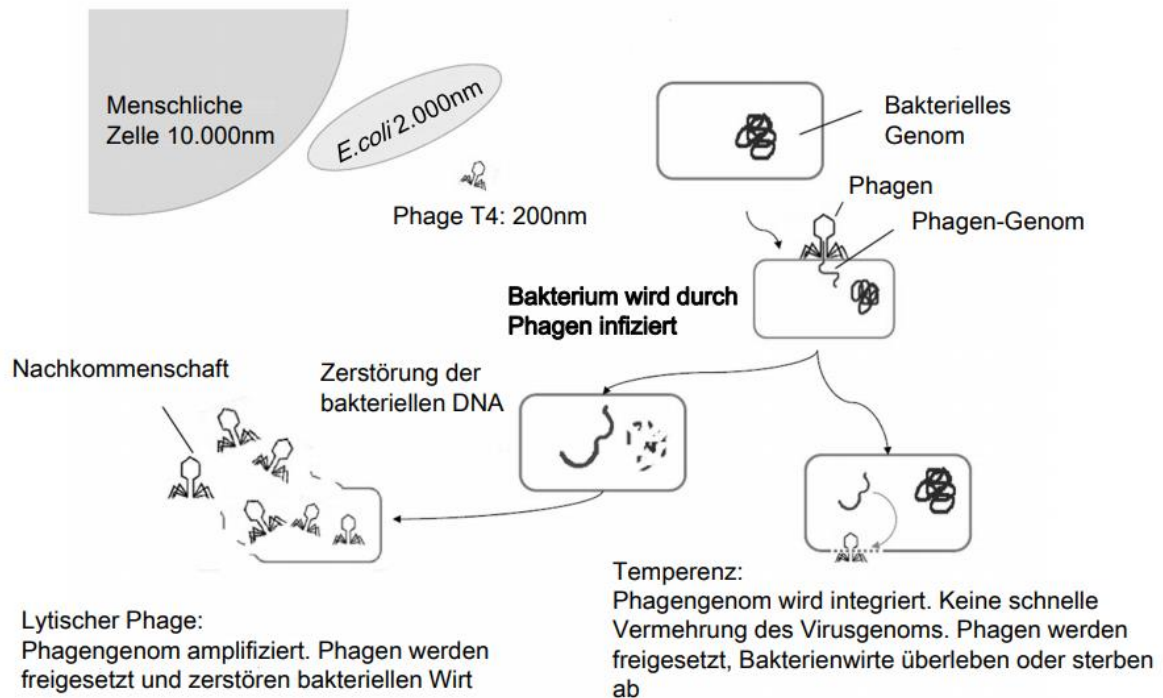 Menschliche
Zelle 10.000nm
E.coli 2.000nm
Phage T4: 200nm
Bakterielles
Genom
Phagen
Phagen-Genom
Bakterium wird durch
Phagen infiziert
Nachkommenschaft
Zerstörung der
bakteriellen DNA
Lytischer Phage:
Phagengenom amplifiziert. Phagen werden
freigesetzt und zerstören bakteriellen Wirt
Temperenz:
Phagengenom wird integriert. Keine schnelle
Vermehrung des Virusgenoms. Phagen werden
freigesetzt, Bakterienwirte überleben oder sterben
ab